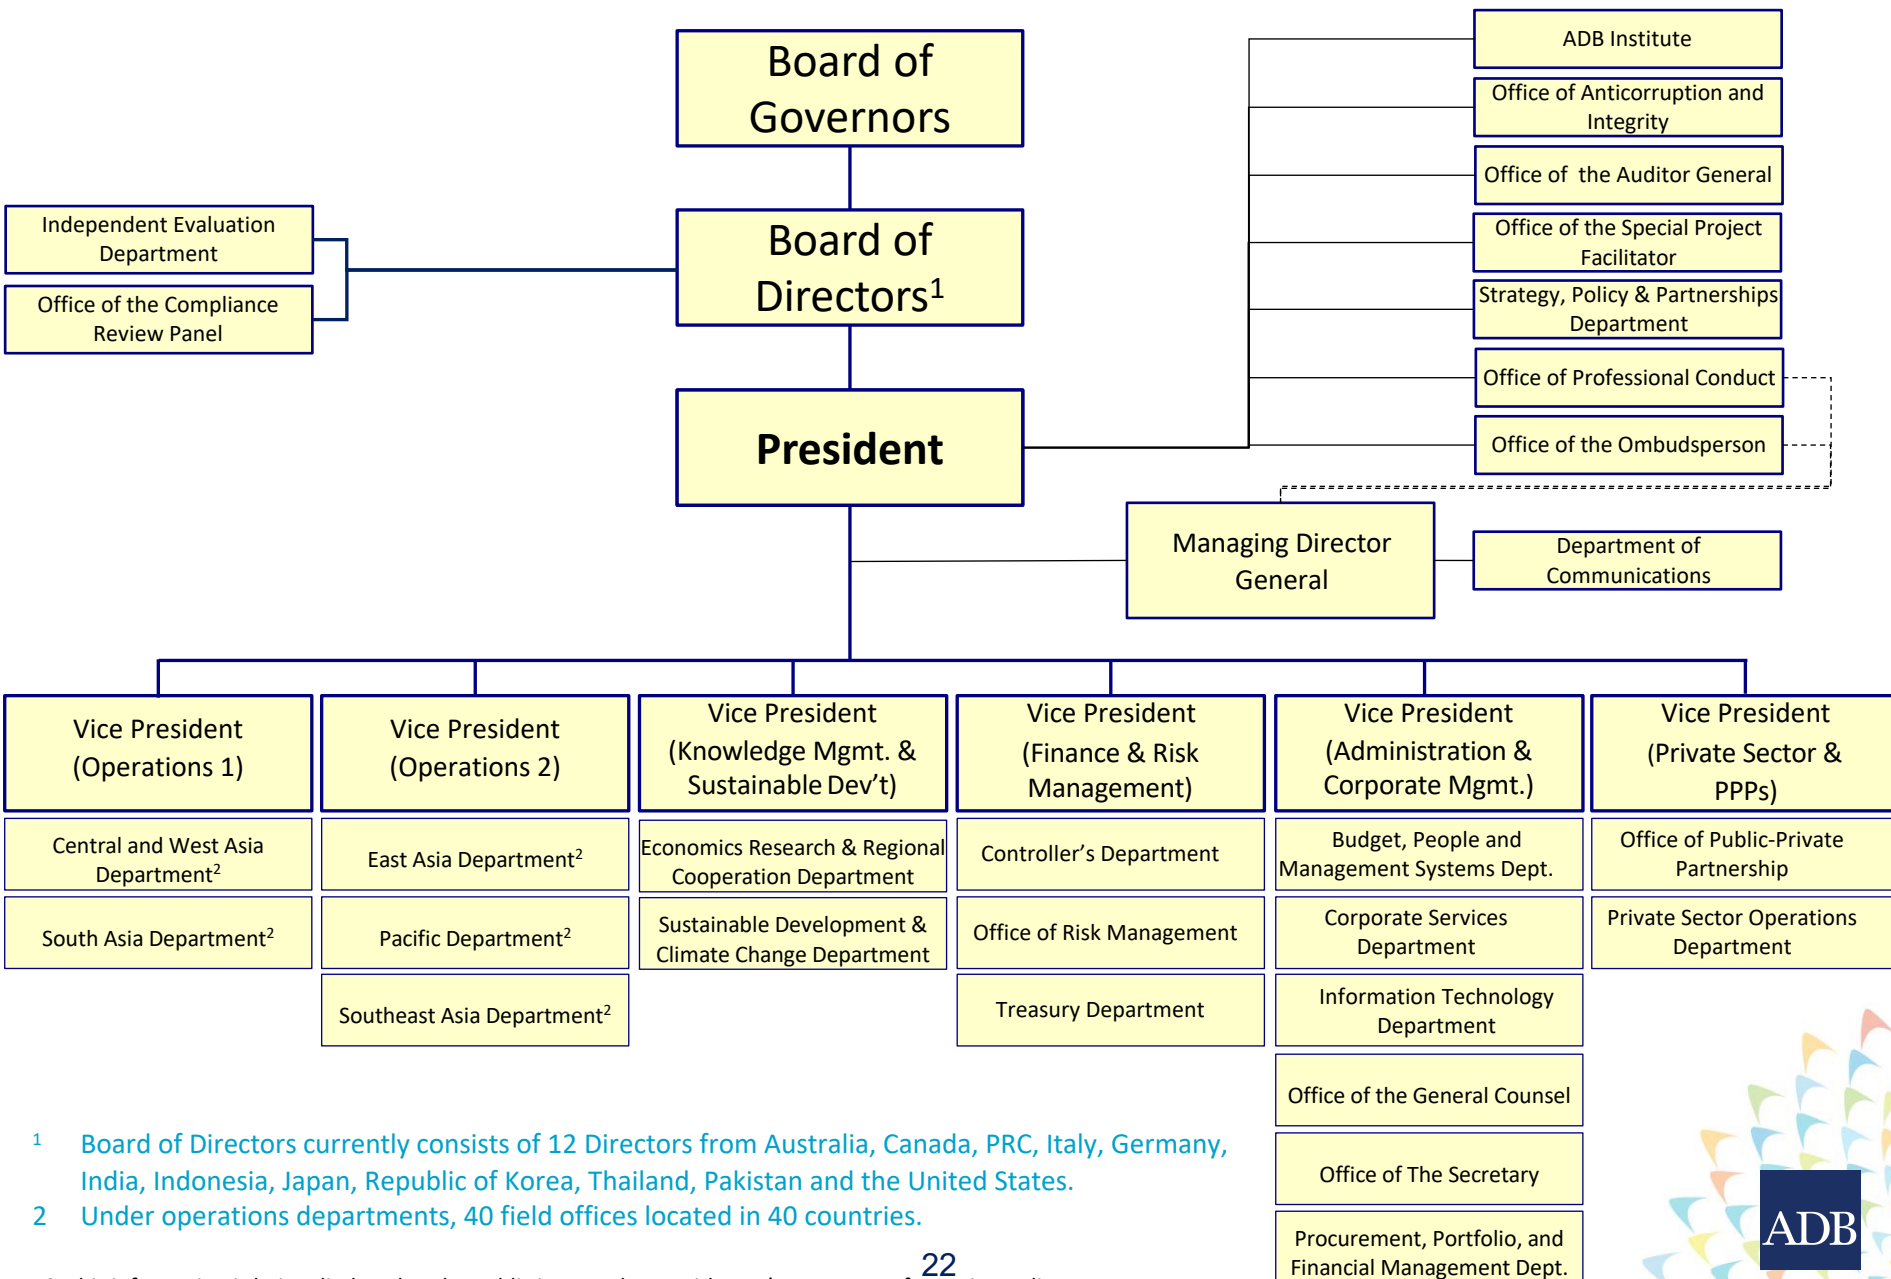 Board of
Governors
Board of
Directors¹
President
Independent Evaluation
Department
Office of the Compliance
Review Panel
ADB Institute
Office of Anticorruption and
Integrity
Office of the Auditor General
Office of the Special Project
Facilitator
Strategy, Policy & Partnerships
Department
Office of Professional Conduct
Office of the Ombudsperson
Managing Director
General
Department of
Communications
Vice President
(Operations 1)
Central and West Asia
Department²
South Asia Department²
Vice President
(Operations 2)
East Asia Department²
Pacific Department²
Southeast Asia Department²
Vice President
(Knowledge Mgmt. &
Sustainable Dev’t)
Economics Research & Regional
Cooperation Department
Sustainable Development &
Climate Change Department
Vice President
(Finance & Risk
Management)
Controller’s Department
Office of Risk Management
Treasury Department
Vice President
(Administration &
Corporate Mgmt.)
Budget, People and
Management Systems Dept.
Corporate Services
Department
Information Technology
Department
Office of the General Counsel
Office of The Secretary
Procurement, Portfolio, and
Financial Management Dept.
Vice President
(Private Sector &
PPPs)
Office of Public-Private
Partnership
Private Sector Operations
Department
¹ Board of Directors currently consists of 12 Directors from Australia, Canada, PRC, Italy, Germany,
India, Indonesia, Japan, Republic of Korea, Thailand, Pakistan and the United States.
2 Under operations departments, 40 field offices located in 40 countries.
22
ADB